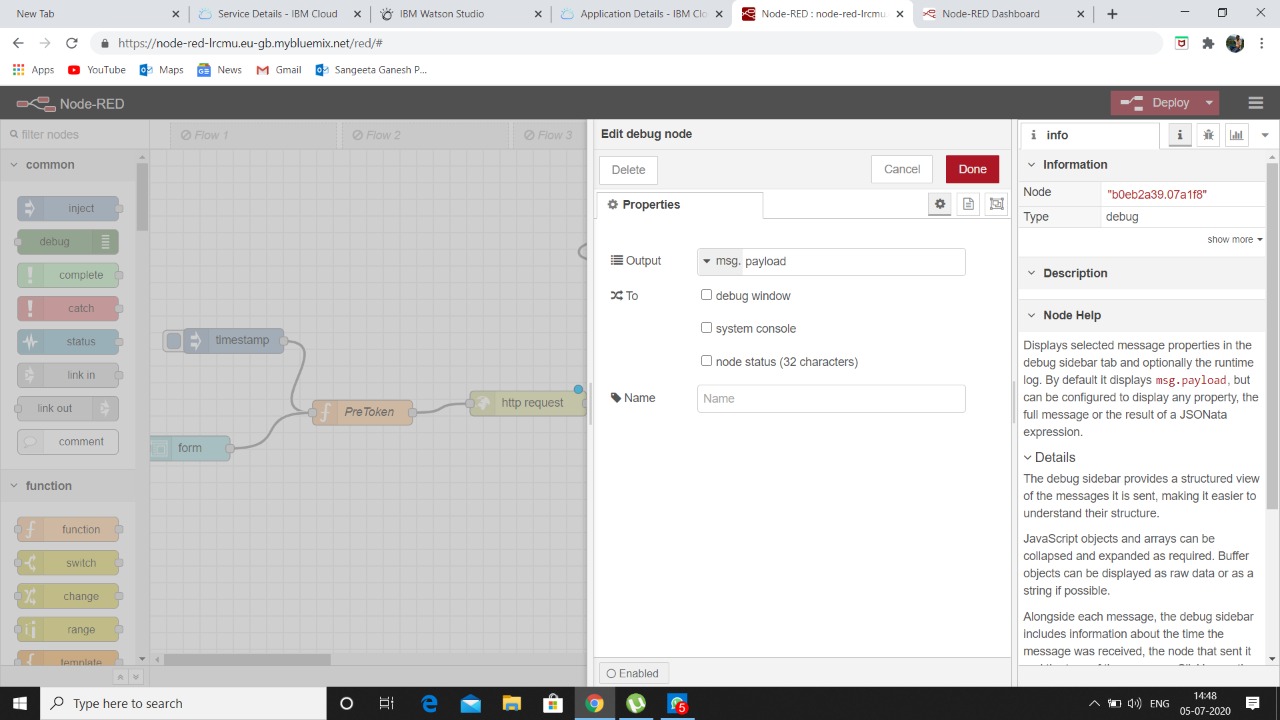 New Tab
Service Details - IBM Cloud
IBM Watson Studio
Application Details - IBM Clo
Node-RED : node-red-lrcmu.
Node-RED Dashboard
https://node-red-lrcmu.eu-gb.mybluemix.net/red/#
Apps
YouTube
Maps
News
Gmail
Sangeeta Ganesh P...
Node-RED
Deploy
filter nodes
Flow 1
Flow 2
Flow 3
common
inject
debug
complete
catch
status
link in
link out
comment
function
function
switch
change
range
template
timestamp
form
PreToken
http request
Edit debug node
Delete
Cancel
Done
Properties
Output
msg. payload
To
debug window
system console
node status (32 characters)
Name
Name
Enabled
info
Information
Node
"b0eb2a39.07a1f8"
Type
debug
show more
Description
Node Help
Displays selected message properties in the
debug sidebar tab and optionally the runtime
log. By default it displays msg.payload, but
can be configured to display any property, the
full message or the result of a JSONata
expression.
Details
The debug sidebar provides a structured view
of the messages it is sent, making it easier to
understand their structure.
JavaScript objects and arrays can be
collapsed and expanded as required. Buffer
objects can be displayed as raw data or as a
string if possible.
Alongside each message, the debug sidebar
includes information about the time the
message was received, the node that sent it
Type here to search
5
ENG
14:48
05-07-2020